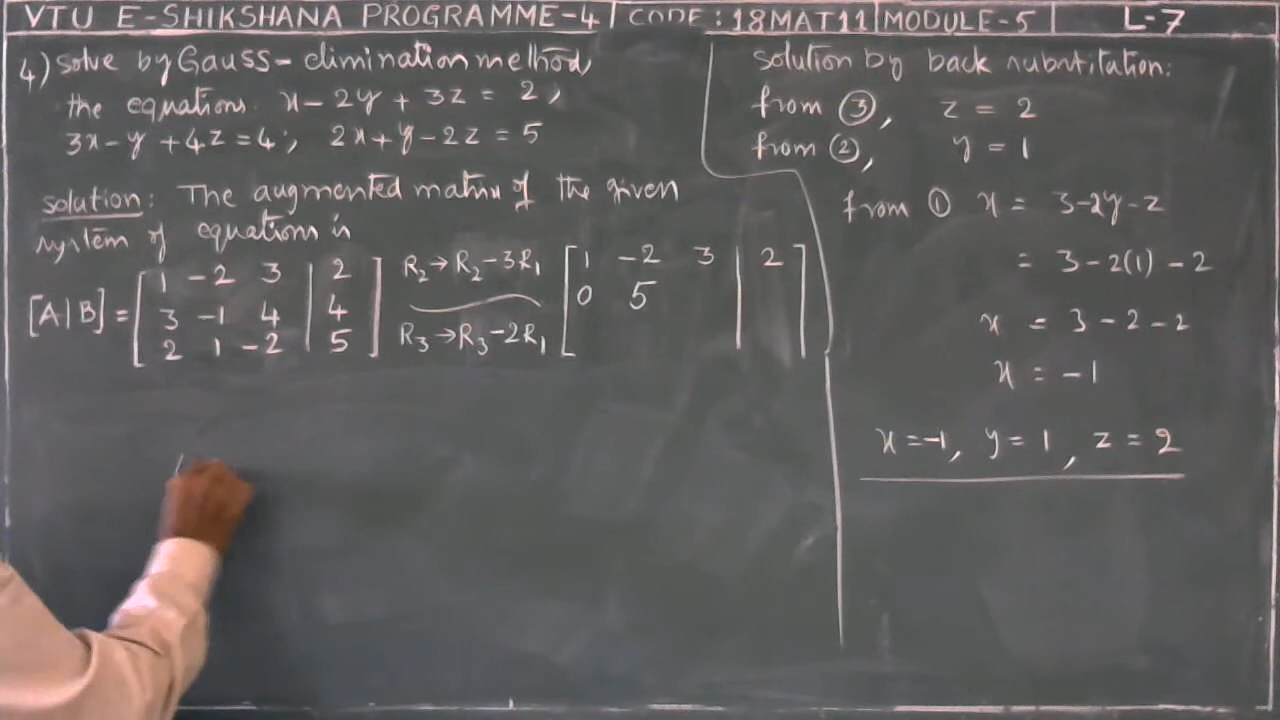 VTU E-SHIKSHANA PROGRAMME-4 | CODE: 18MAT11 | MODULE-5 | L-7
4) solve by Gauss-elimination method
the equations x-2y+3z=2,
3x-y+4z=4; 2x+y-2z=5
solution: The augmented matrix of the given
system of equations is
[A|B] = [1 -2 3 | 2] R2→R2-3R1 [1 -2 3 | 2]
[3 -1 4 | 4] [0 5 |]
[2 1 -2 | 5] R3→R3-2R1
solution by back substitution:
from ③, z = 2
from ②, y = 1
from ① x = 3-2y-z
= 3-2(1)-2
x = 3-2-2
x = -1
x=-1, y=1, z=2